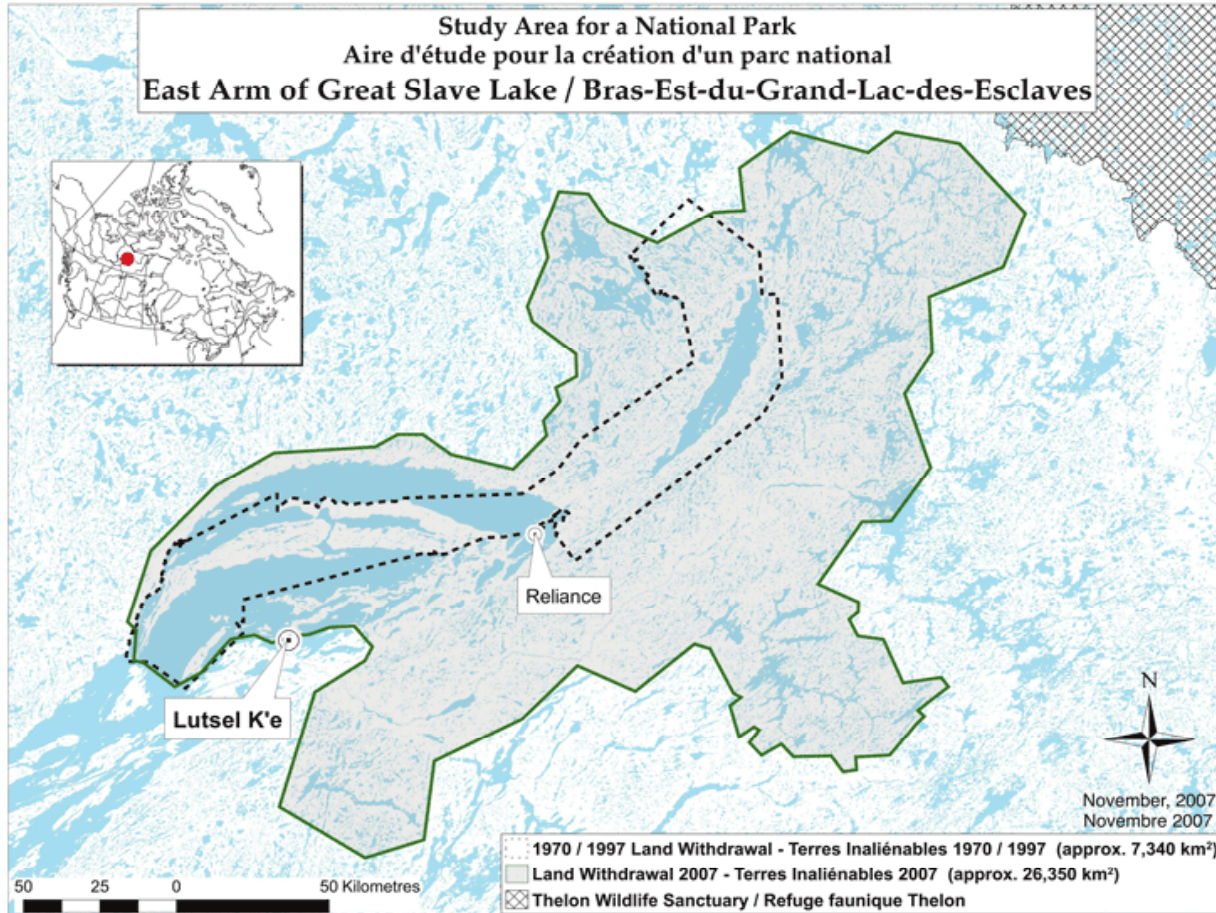 Study Area for a National Park
Aire d'étude pour la création d'un parc national
East Arm of Great Slave Lake / Bras-Est-du-Grand-Lac-des-Esclaves
Reliance
Lutsel K'e
N
November, 2007
Novembre 2007
50 25 0 50 Kilometres
1970 / 1997 Land Withdrawal - Terres Inaliénables 1970 / 1997 (approx. 7,340 km²)
Land Withdrawal 2007 - Terres Inaliénables 2007 (approx. 26,350 km²)
Thelon Wildlife Sanctuary / Refuge faunique Thelon